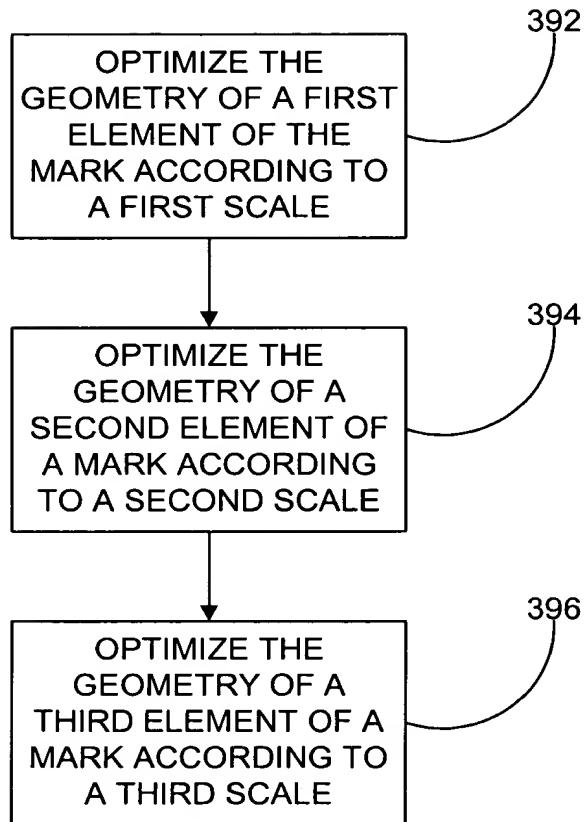 392
OPTIMIZE THE
GEOMETRY OF A FIRST
ELEMENT OF THE
MARK ACCORDING TO
A FIRST SCALE
394
OPTIMIZE THE
GEOMETRY OF A
SECOND ELEMENT OF
A MARK ACCORDING
TO A SECOND SCALE
396
OPTIMIZE THE
GEOMETRY OF A
THIRD ELEMENT OF A
MARK ACCORDING TO
A THIRD SCALE